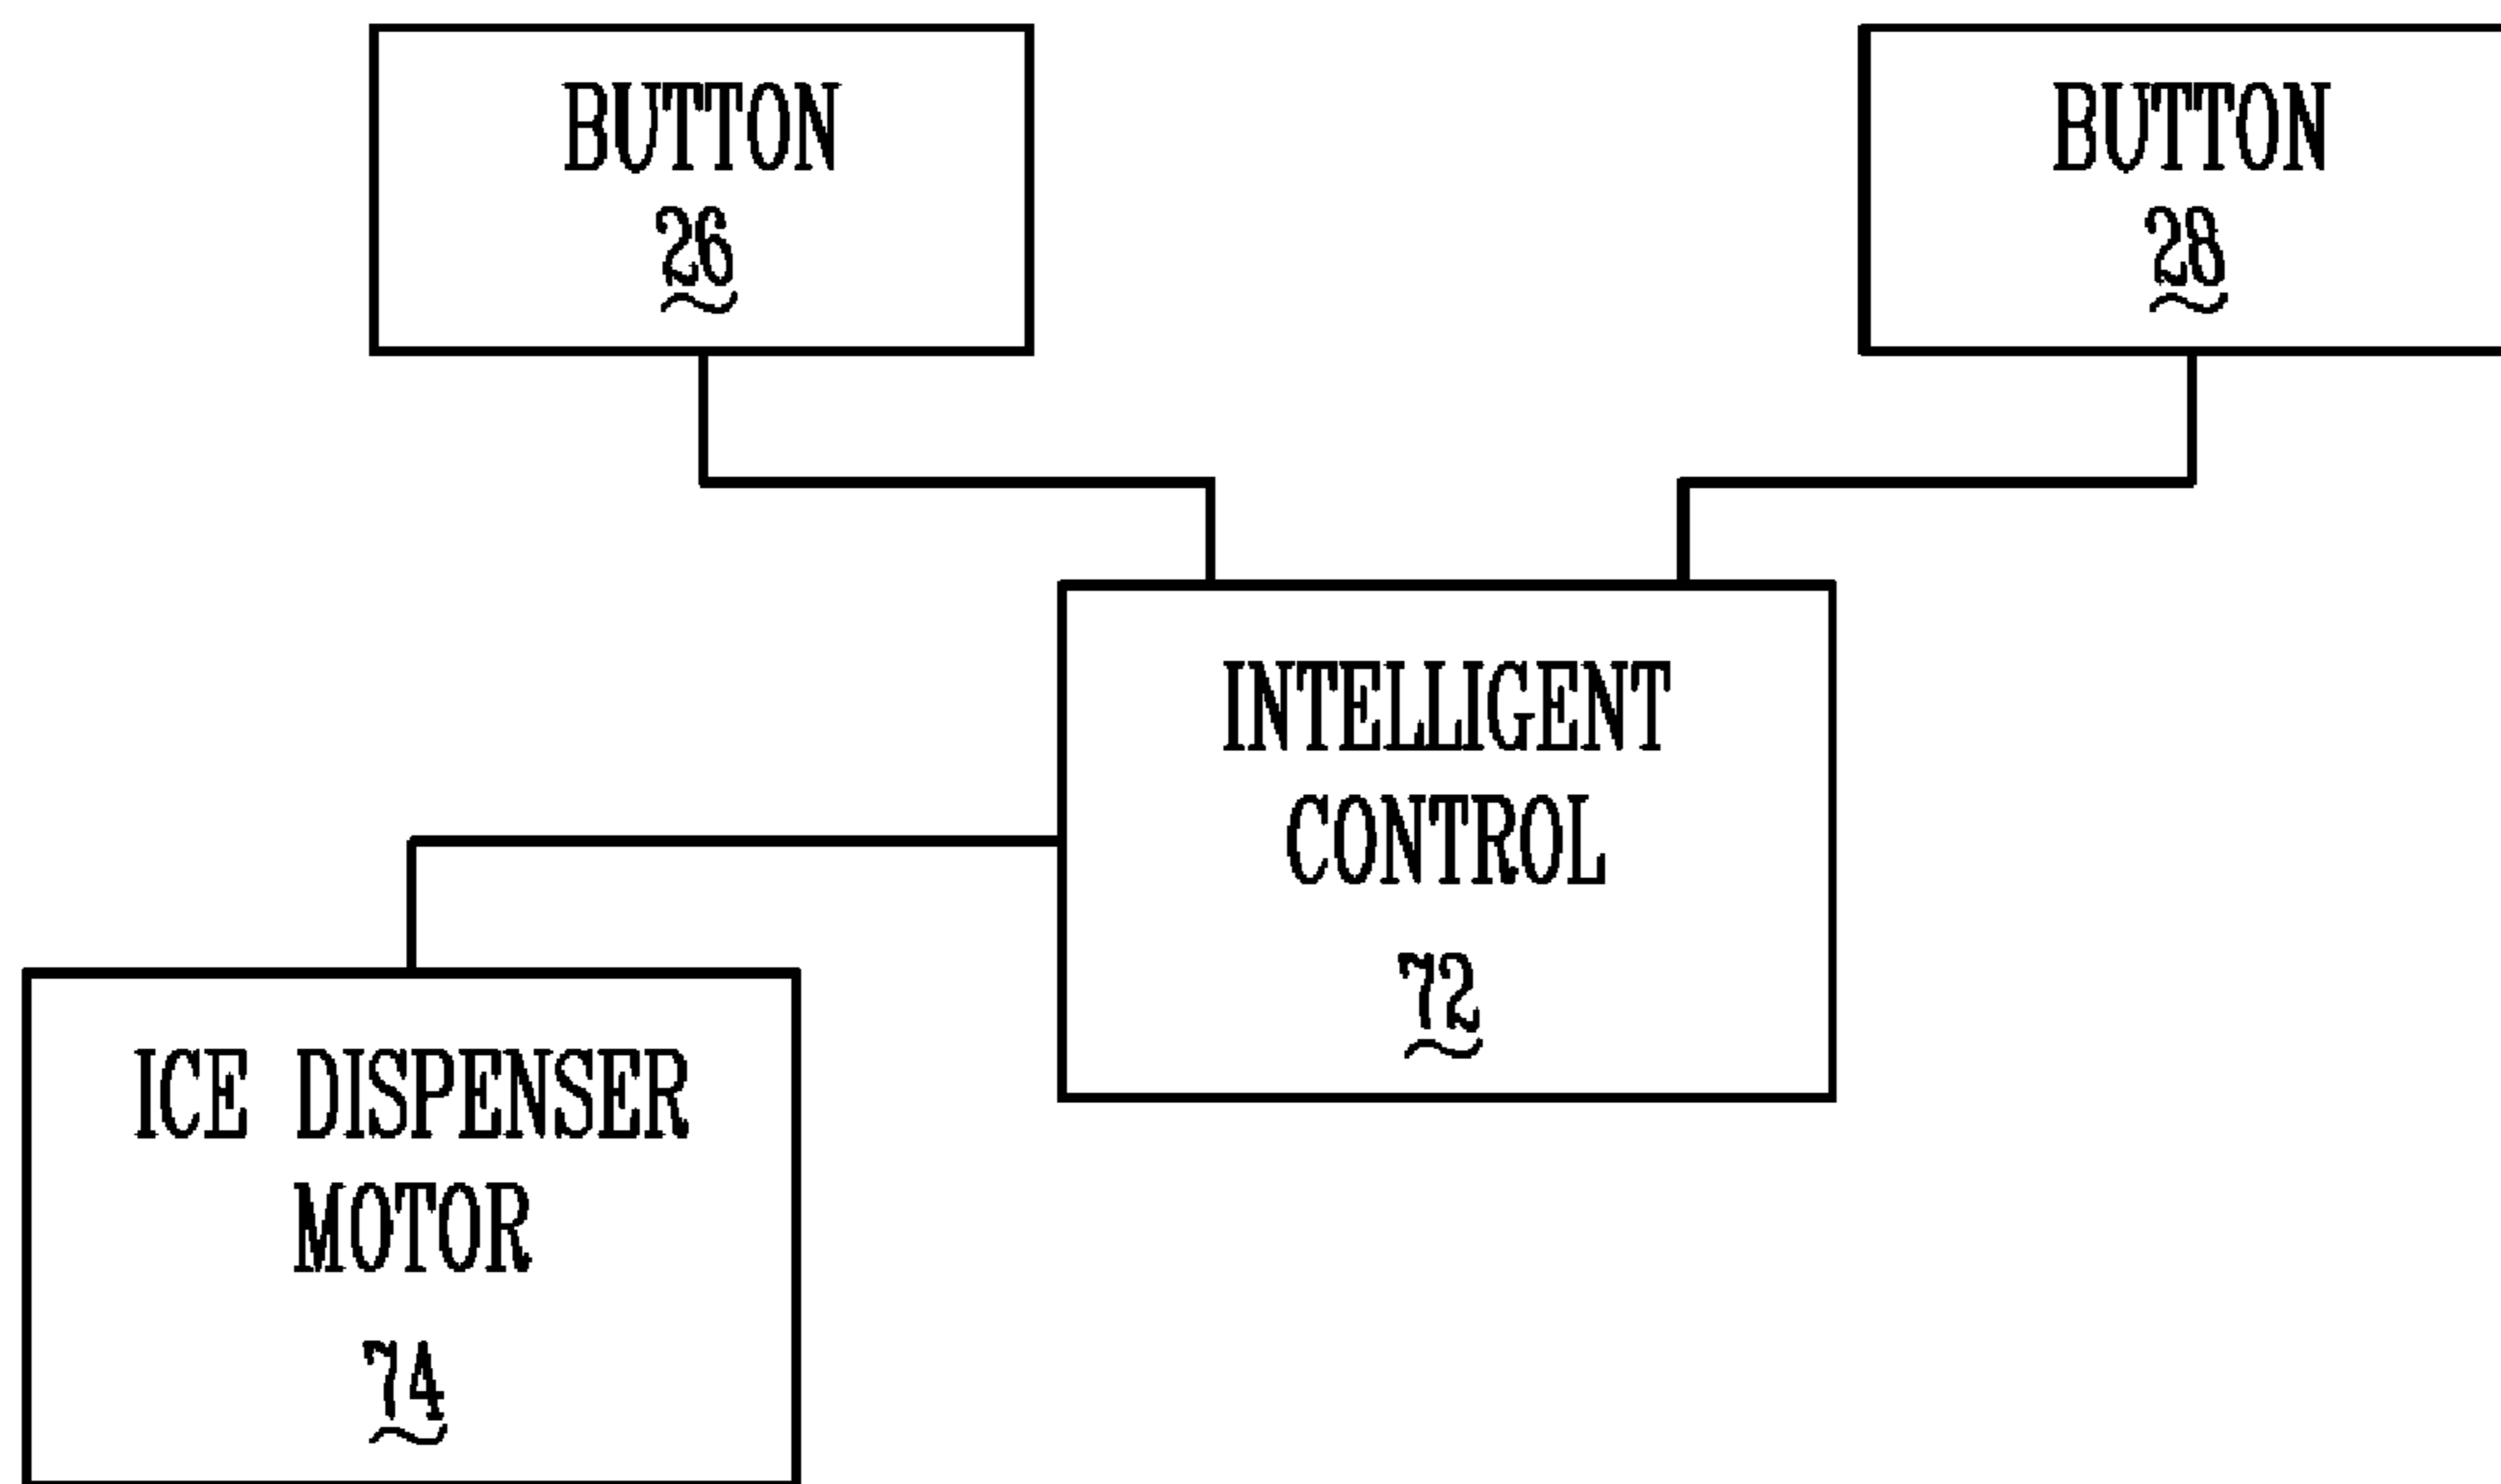 BUTTON
26
BUTTON
28
INTELLIGENT
CONTROL
72
ICE DISPENSER
MOTOR
74